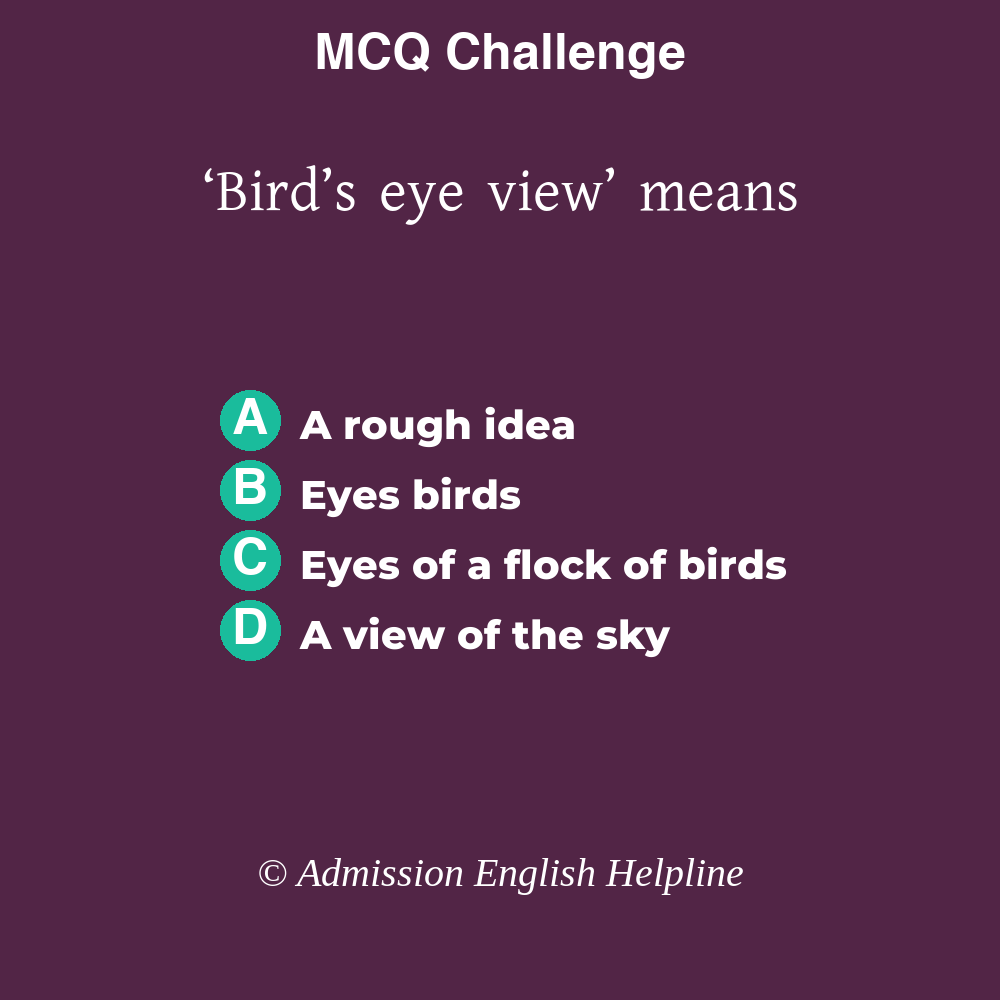 MCQ Challenge
‘Bird’s eye view’ means
A A rough idea
B Eyes birds
C Eyes of a flock of birds
D A view of the sky
© Admission English Helpline